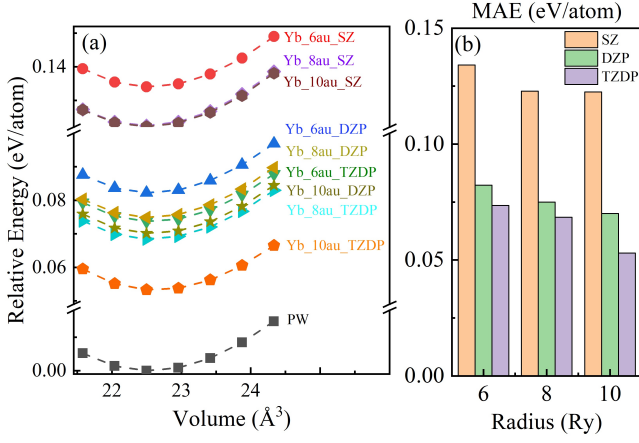 (a)
Yb_6au_SZ
Yb_8au_SZ
Yb_10au_SZ
Yb_6au_DZP
Yb_8au_DZP
Yb_6au_TZDP
Yb_10au_DZP
Yb_8au_TZDP
Yb_10au_TZDP
PW
0.14
0.08
0.06
0.00
22
23
24
Relative Energy (eV/atom)
Volume (Å³)
MAE (eV/atom)
(b)
SZ
DZP
TZDP
0.15
0.10
0.05
0.00
6
8
10
Radius (Ry)